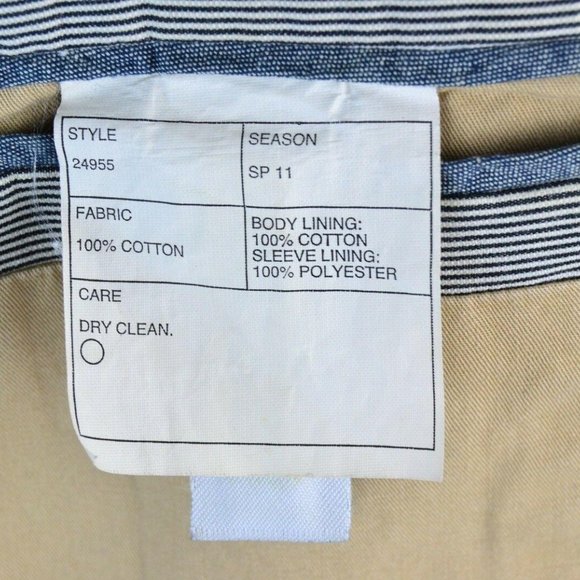 STYLE
24955
SEASON
SP 11
FABRIC
100% COTTON
BODY LINING:
100% COTTON
SLEEVE LINING:
100% POLYESTER
CARE
DRY CLEAN.